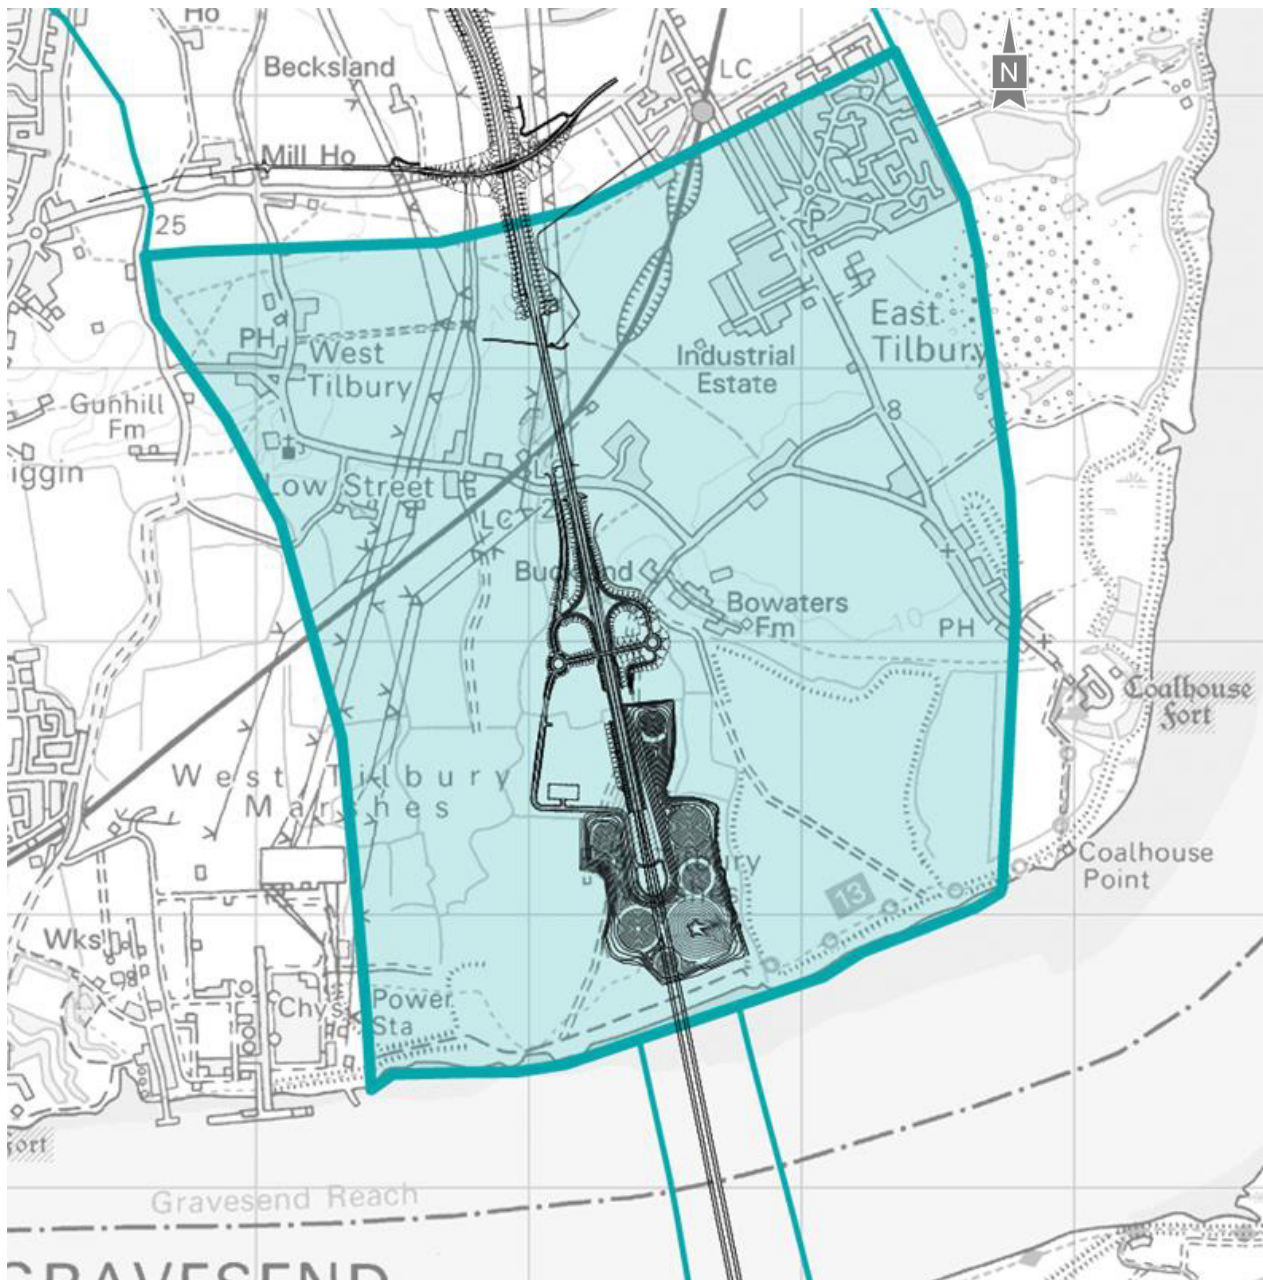 Ho
Becksland
LC
N
Mill Ho
25
P
East
Tilbury
PH
West
Tilbury
Industrial
Estate
Gunhill
Fm
8
iggin
Low Street
LC
2
Bowaters
Fm
PH
Coalhouse
Fort
West Tilbury
Marshes
Coalhouse
Point
13
Wks
Chys
Power
Sta
ort
Gravesend Reach
GRAVESEND